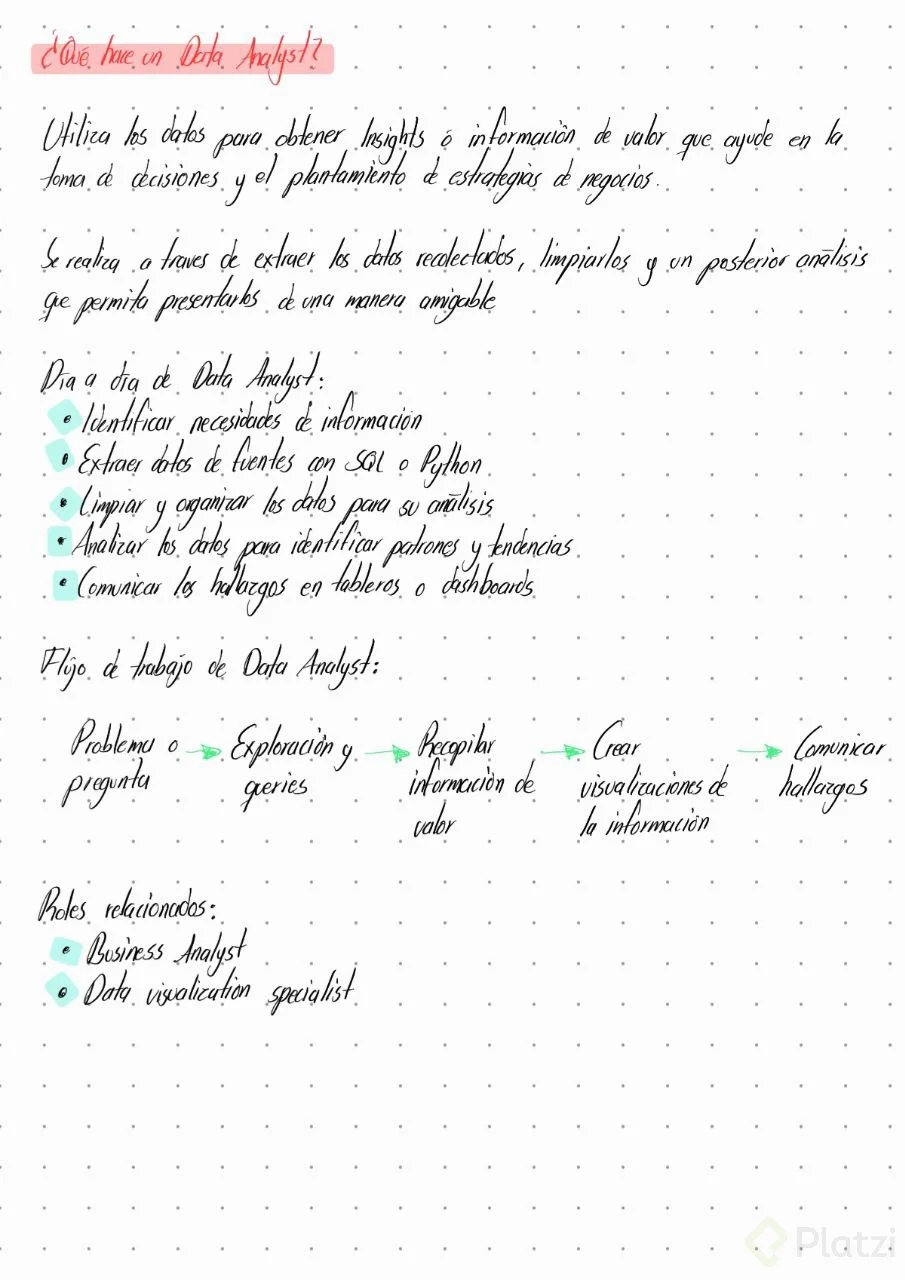 ¿Qué hace un Data Analyst?
Utiliza los datos para obtener Insights o información de valor que ayude en la
toma de decisiones y el plantamiento de estrategias de negocios.
Se realiza a traves de extraer los datos recolectados, limpiarlos y un posterior análisis
que permita presentarlos de una manera amigable
Día a día de Data Analyst:
• Identificar necesidades de información
• Extraer datos de fuentes con SQL o Python
• Limpiar y organizar los datos para su análisis
• Analizar los datos para identificar patrones y tendencias
• Comunicar los hallazgos en tableros o dashboards
Flujo de trabajo de Data Analyst:
Problema o → Exploración y → Recopilar → Crear → Comunicar
pregunta queries información de visualizaciones de hallazgos
valor la información
Roles relacionados:
• Business Analyst
• Data visualization specialist
Platzi